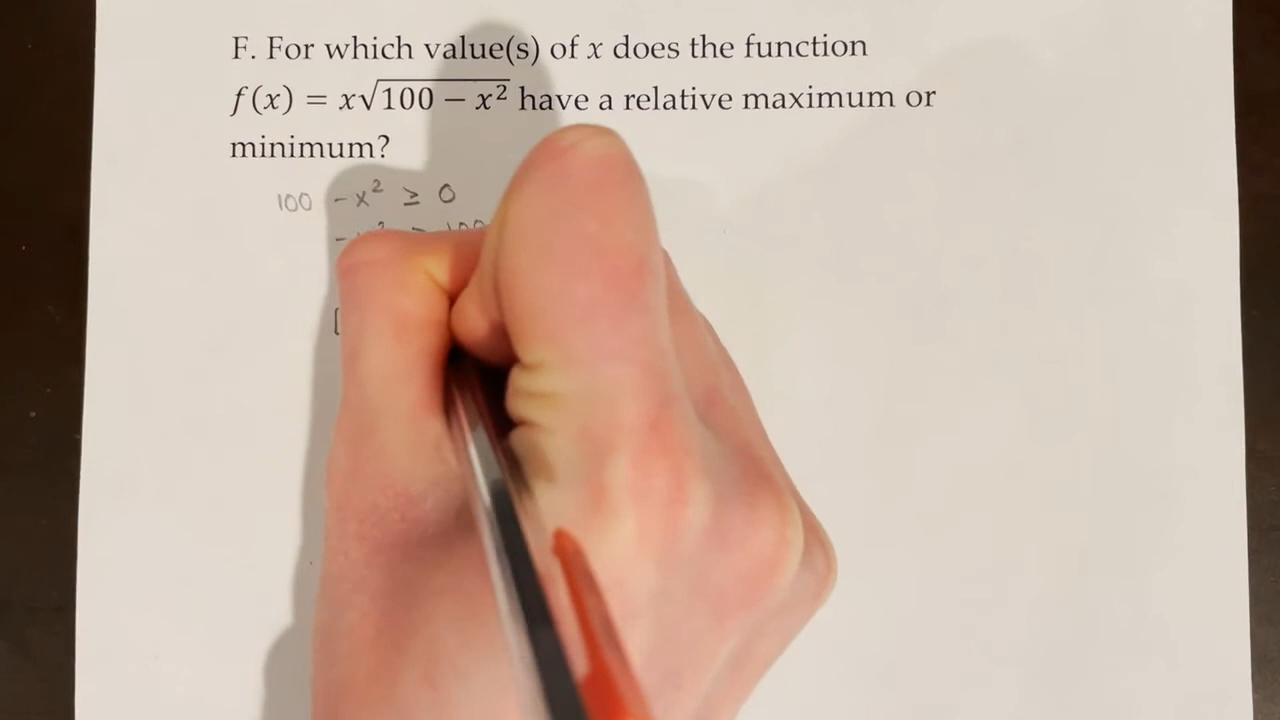 F. For which value(s) of x does the function
f(x) = x√100 − x² have a relative maximum or
minimum?
100 - x² ≥ 0
[